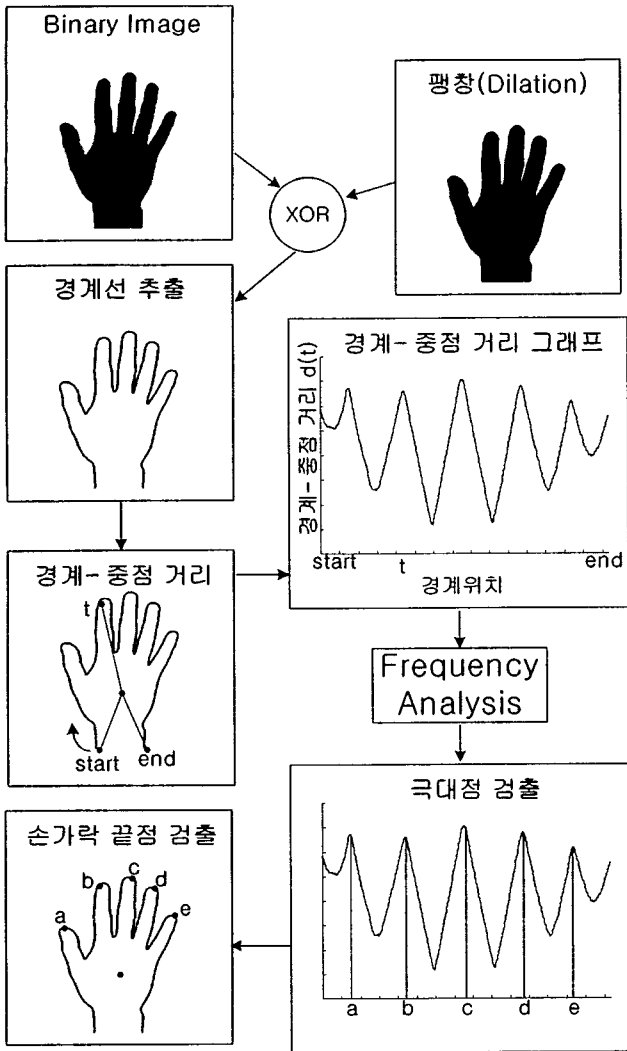 Binary Image
팽창(Dilation)
XOR
경계선 추출
경계-중점 거리 그래프
경계-중점 거리 d(t)
start
t
end
경계위치
경계-중점 거리
t
start
end
Frequency
Analysis
극대점 검출
a
b
c
d
e
손가락 끝점 검출
a
b
c
d
e